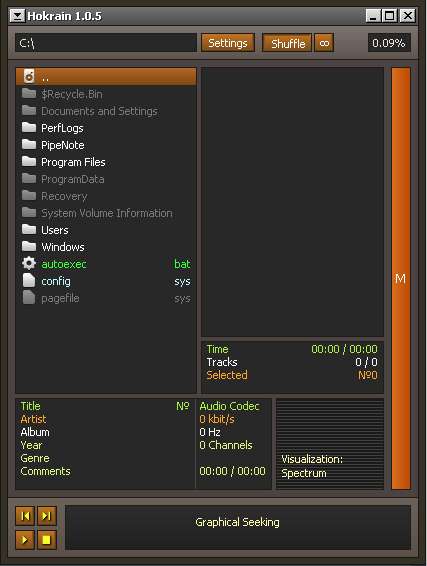 Hokrain 1.0.5
C:\ Settings Shuffle ∞ 0.09%
..
$Recycle.Bin
Documents and Settings
PerfLogs
PipeNote
Program Files
ProgramData
Recovery
System Volume Information
Users
Windows
autoexec bat
config sys
pagefile sys
M
Time 00:00 / 00:00
Tracks 0 / 0
Selected №0
Title №
Artist
Album
Year
Genre
Comments
Audio Codec
0 kbit/s
0 Hz
0 Channels
00:00 / 00:00
Visualization:
Spectrum
Graphical Seeking